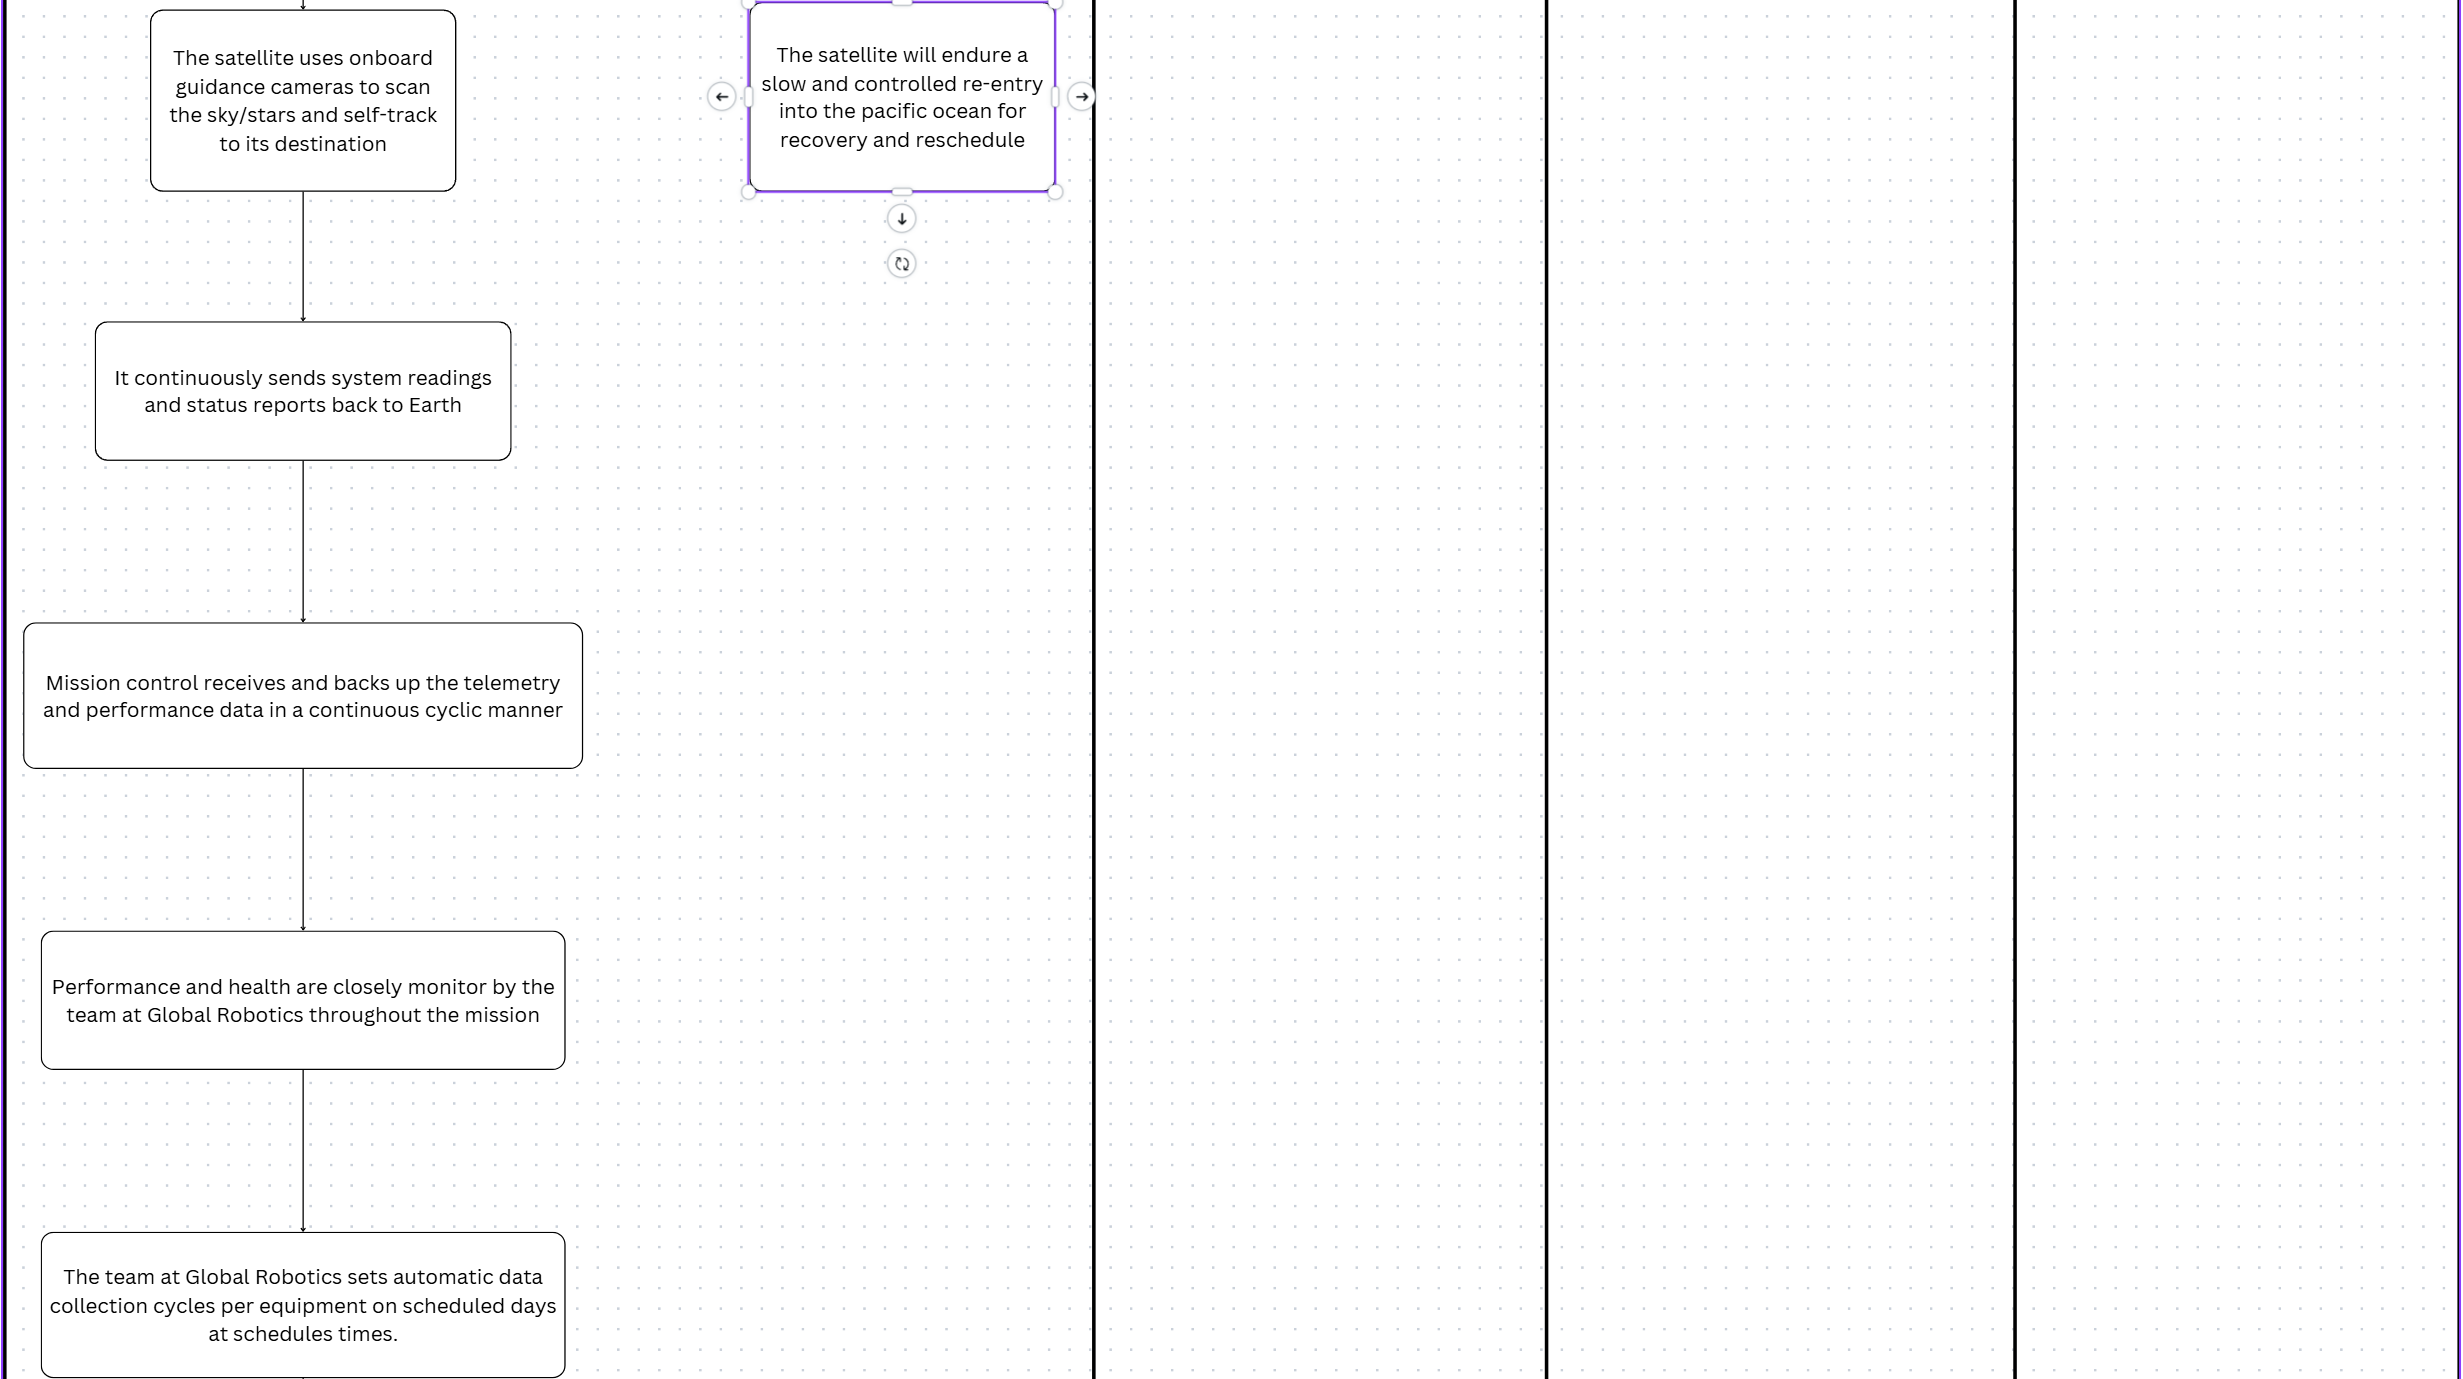 The satellite uses onboard
guidance cameras to scan
the sky/stars and self-track
to its destination
The satellite will endure a
slow and controlled re-entry
into the pacific ocean for
recovery and reschedule
It continuously sends system readings
and status reports back to Earth
Mission control receives and backs up the telemetry
and performance data in a continuous cyclic manner
Performance and health are closely monitor by the
team at Global Robotics throughout the mission
The team at Global Robotics sets automatic data
collection cycles per equipment on scheduled days
at schedules times.